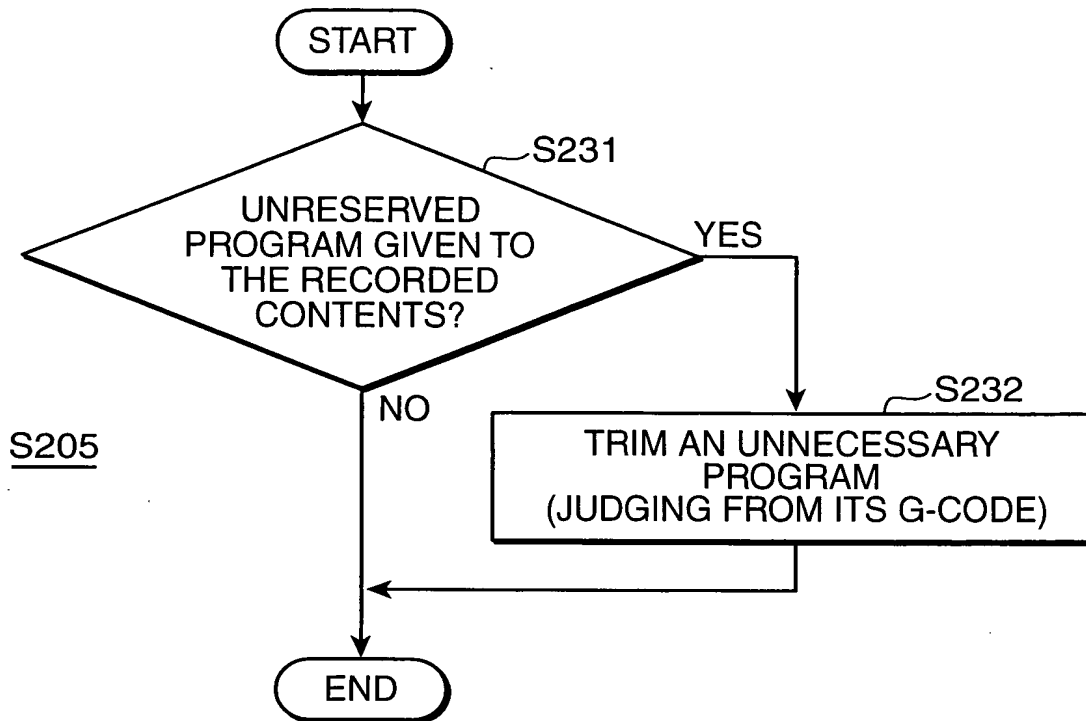 START
S231
UNRESERVED
PROGRAM GIVEN TO
THE RECORDED
CONTENTS?
YES
NO
S232
TRIM AN UNNECESSARY
PROGRAM
(JUDGING FROM ITS G-CODE)
S205
END